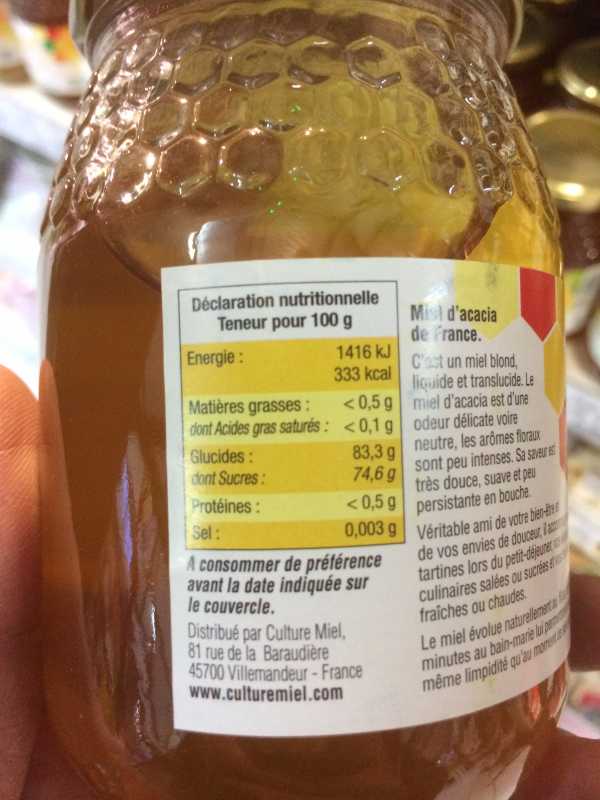 Déclaration nutritionnelle
Teneur pour 100 g
Energie : 1416 kJ
333 kcal
Matières grasses : < 0,5 g
dont Acides gras saturés : < 0,1 g
Glucides : 83,3 g
dont Sucres : 74,6 g
Protéines : < 0,5 g
Sel : 0,003 g
A consommer de préférence
avant la date indiquée sur
le couvercle.
Distribué par Culture Miel,
81 rue de la Baraudière
45700 Villemandeur - France
www.culturemiel.com
Miel d'acacia
de France.
C'est un miel blond,
liquide et translucide. Le
miel d'acacia est d'une
odeur délicate voire
neutre, les arômes floraux
sont peu intenses. Sa saveur est
très douce, suave et peu
persistante en bouche.
Véritable ami de votre bien-être et
de vos envies de douceur, il
tartines lors du petit-déjeuner,
culinaires salées ou sucrées et
fraîches ou chaudes.
Le miel évolue naturellement au
minutes au bain-marie lui
même limpidité qu'au moment